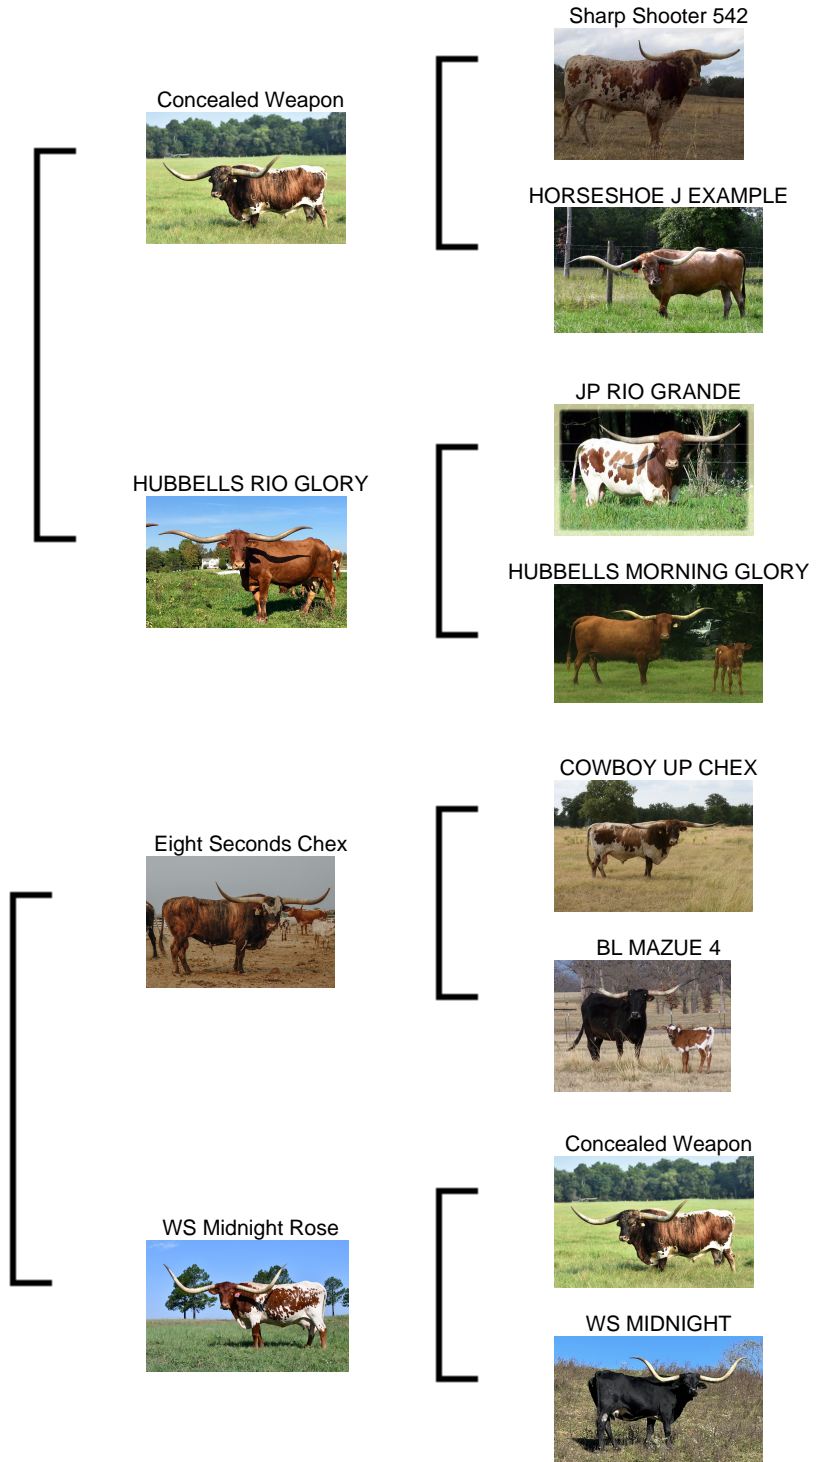 Sharp Shooter 542
Concealed Weapon
HORSESHOE J EXAMPLE
JP RIO GRANDE
HUBBELLS RIO GLORY
HUBBELLS MORNING GLORY
COWBOY UP CHEX
Eight Seconds Chex
BL MAZUE 4
Concealed Weapon
WS Midnight Rose
WS MIDNIGHT